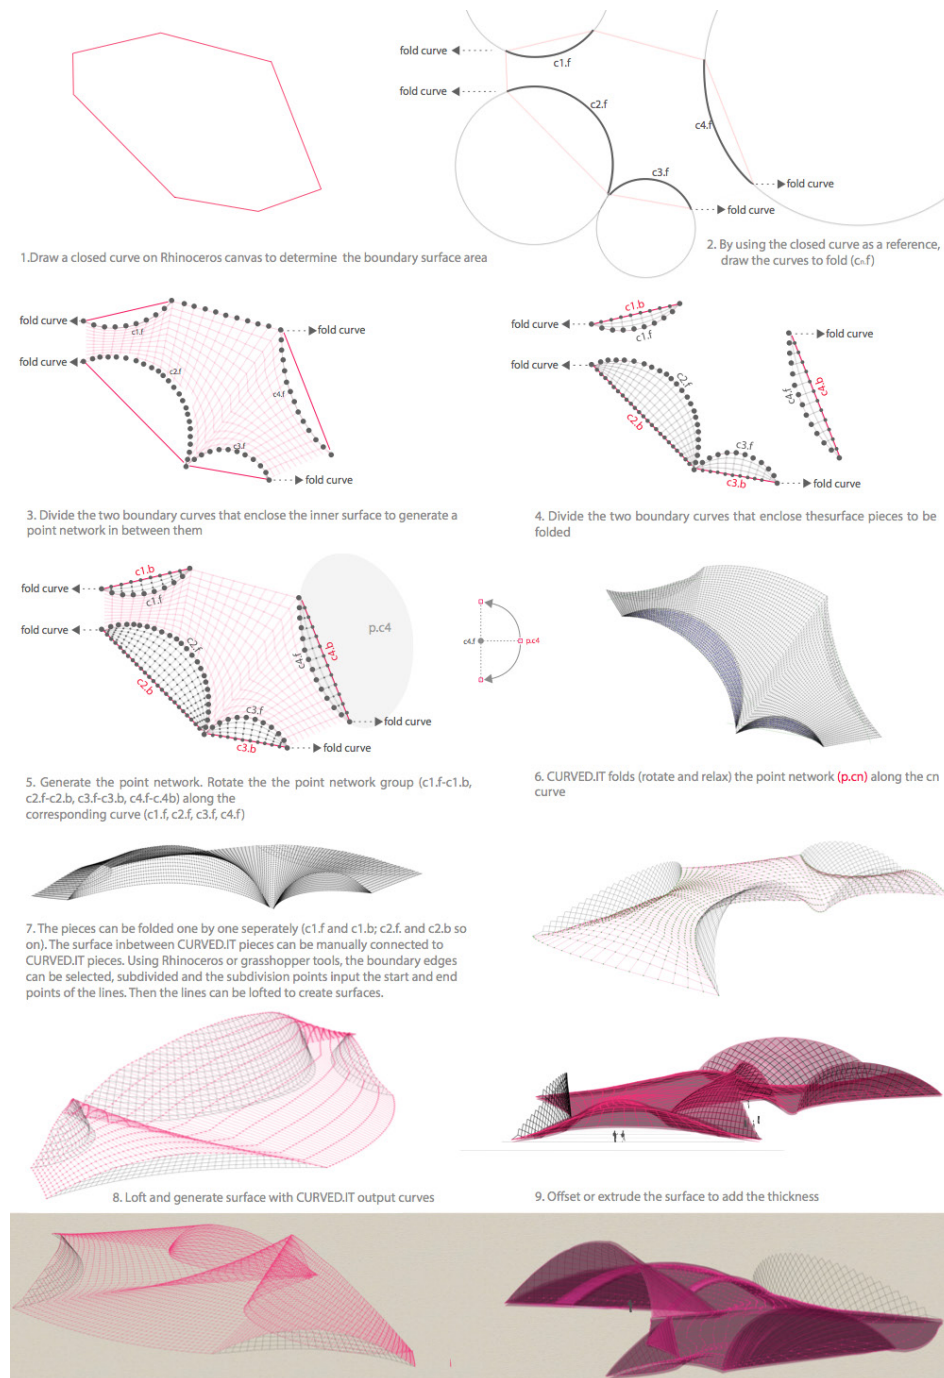 fold curve
c1.f
fold curve
c2.f
c4.f
c3.f
fold curve
fold curve
1.Draw a closed curve on Rhinoceros canvas to determine the boundary surface area
2. By using the closed curve as a reference,
draw the curves to fold (cn.f)
fold curve
c1.f
fold curve
fold curve
c2.f
c4.f
c3.f
fold curve
c1.b
fold curve
c1.f
fold curve
fold curve
c2.f
c4.b
c4.f
c2.b
c3.f
c3.b
fold curve
3. Divide the two boundary curves that enclose the inner surface to generate a
point network in between them
4. Divide the two boundary curves that enclose thesurface pieces to be
folded
c1.b
fold curve
c1.f
fold curve
p.c4
c2.f
c4.b
c4.f
c2.b
c3.f
fold curve
c3.b
fold curve
c4.f
p.c4
5. Generate the point network. Rotate the the point network group (c1.f-c1.b,
c2.f-c2.b, c3.f-c3.b, c4.f-c.4b) along the
corresponding curve (c1.f, c2.f, c3.f, c4.f)
6. CURVED.IT folds (rotate and relax) the point network (p.cn) along the cn
curve
7. The pieces can be folded one by one seperately (c1.f and c1.b; c2.f. and c2.b so
on). The surface inbetween CURVED.IT pieces can be manually connected to
CURVED.IT pieces. Using Rhinoceros or grasshopper tools, the boundary edges
can be selected, subdivided and the subdivision points input the start and end
points of the lines. Then the lines can be lofted to create surfaces.
8. Loft and generate surface with CURVED.IT output curves
9. Offset or extrude the surface to add the thickness